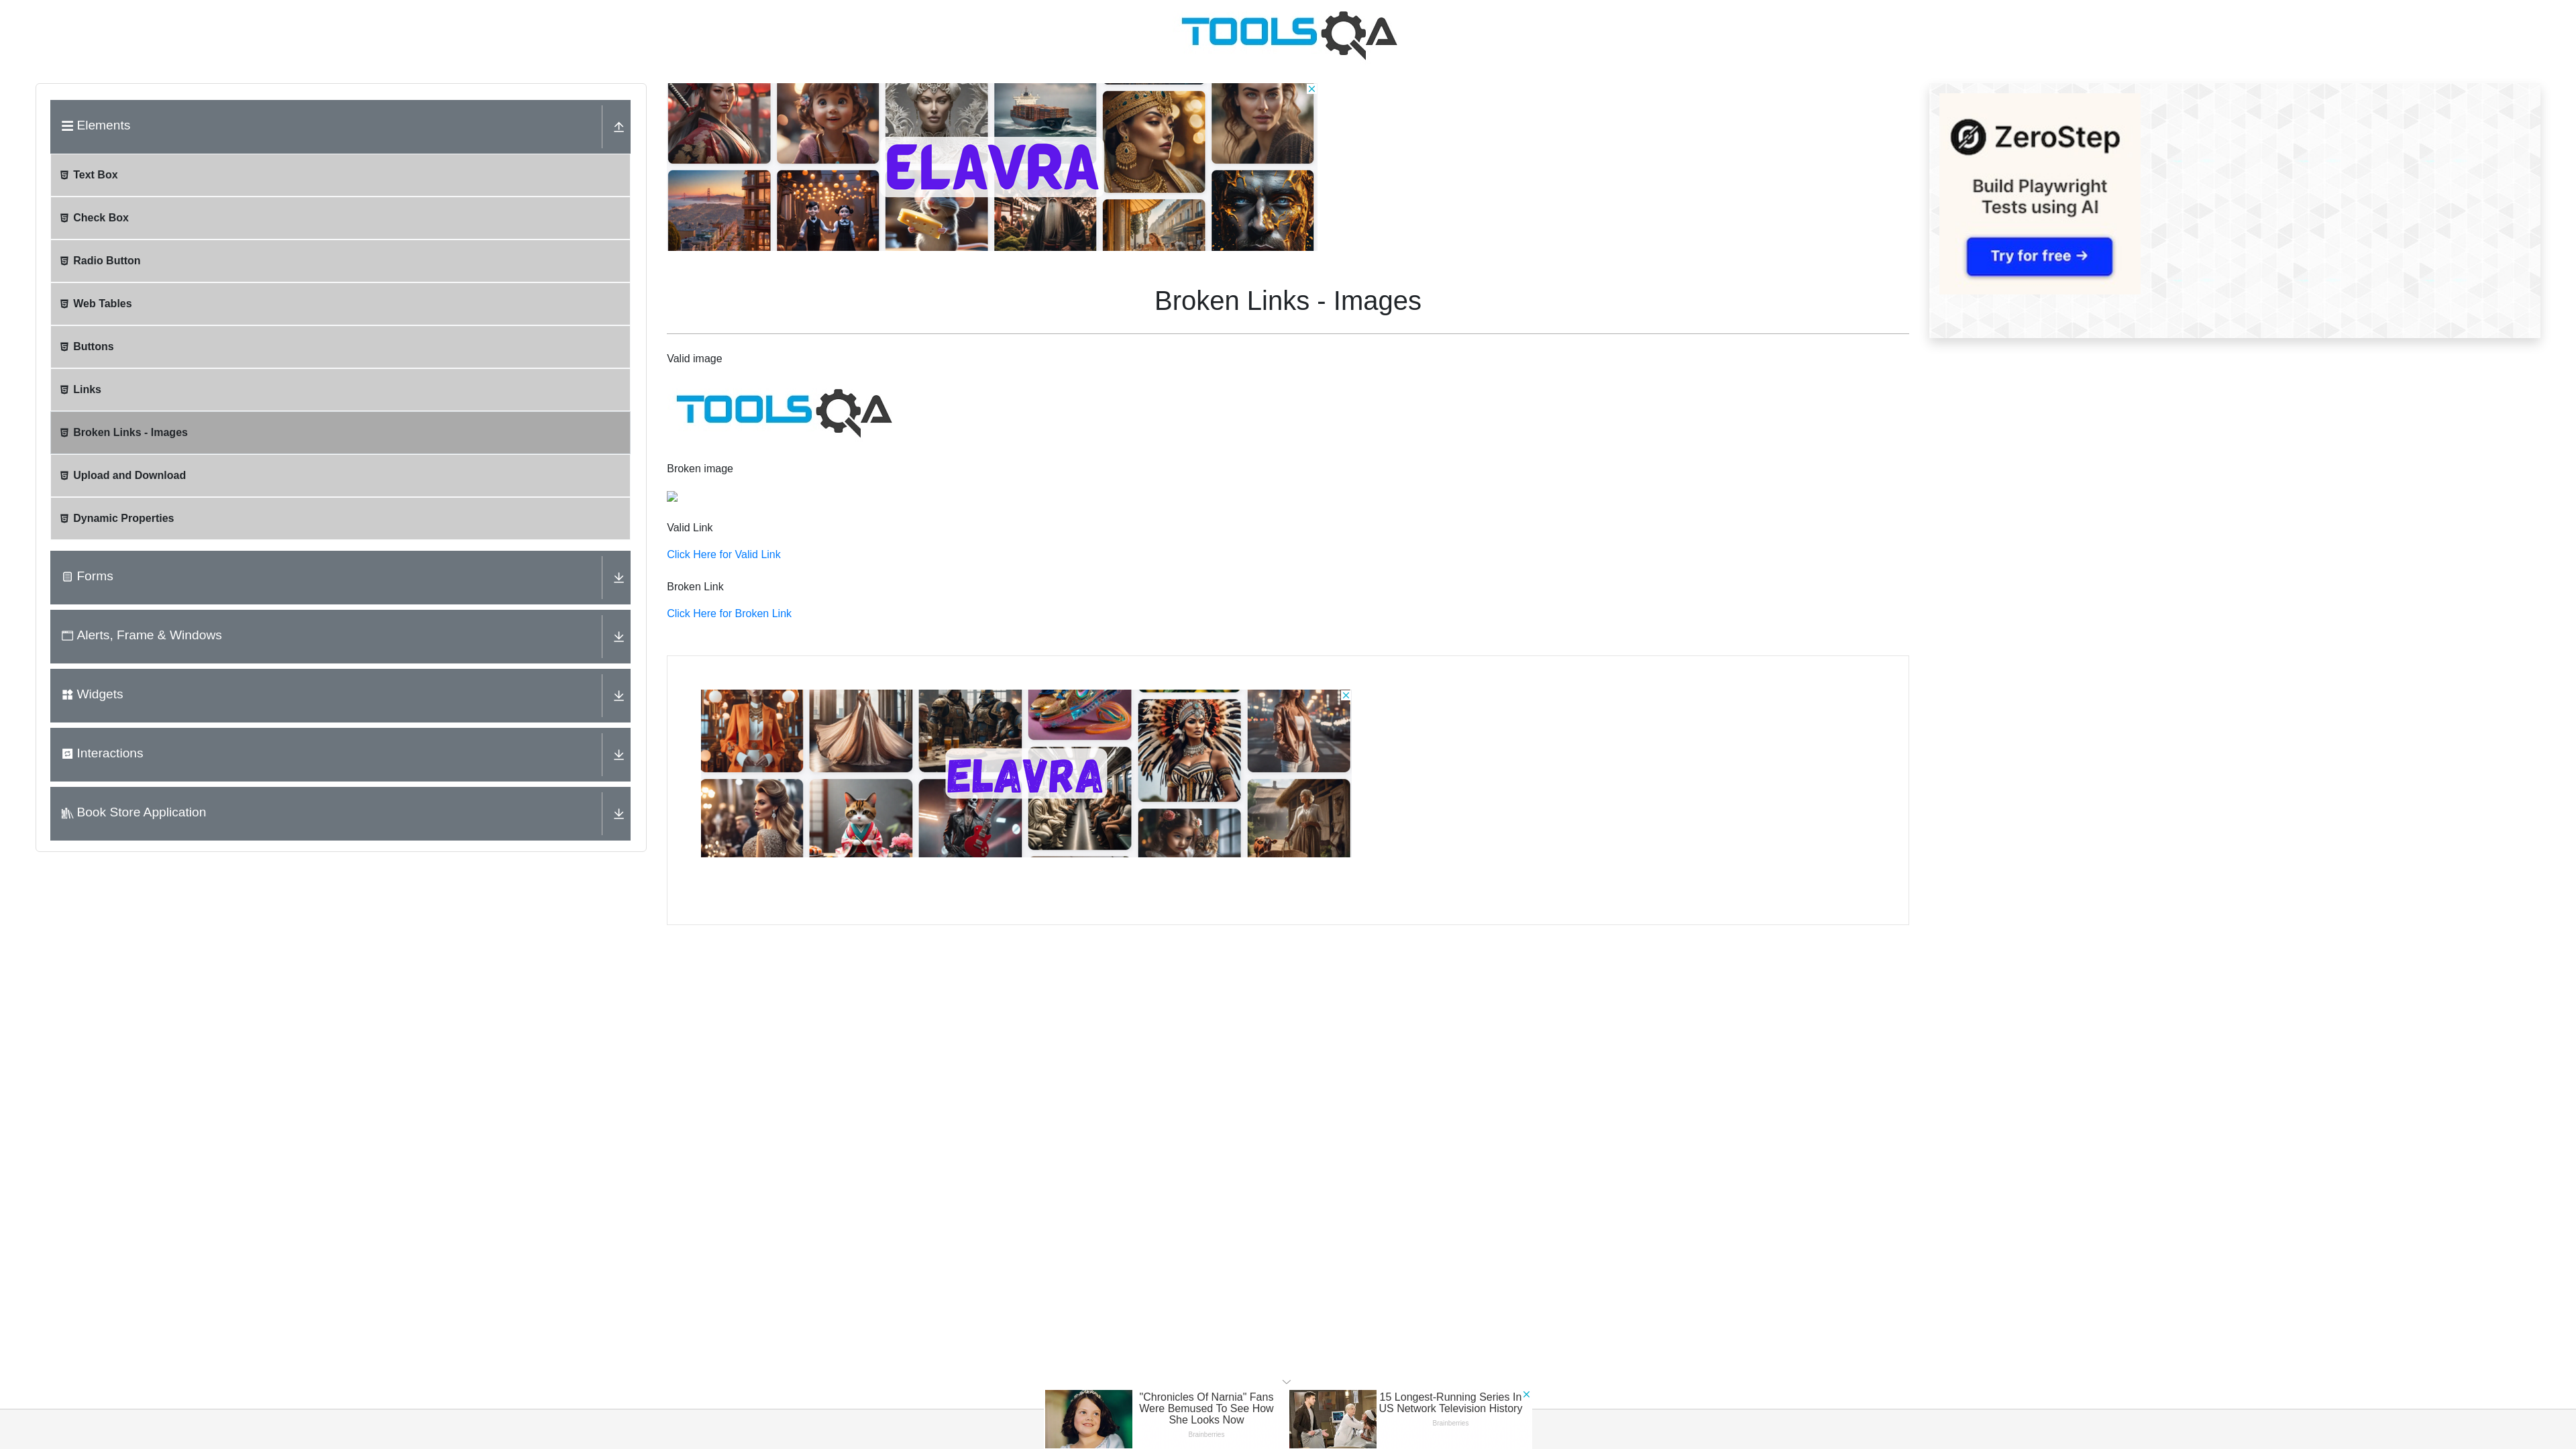 TOOLSQA
Elements
Text Box
Check Box
Radio Button
Web Tables
Buttons
Links
Broken Links - Images
Upload and Download
Dynamic Properties
Forms
Alerts, Frame & Windows
Widgets
Interactions
Book Store Application
ELAVRA
Broken Links - Images
Valid image
TOOLSQA
Broken image
Valid Link
Click Here for Valid Link
Broken Link
Click Here for Broken Link
ELAVRA
ZeroStep
Build Playwright
Tests using AI
Try for free →
"Chronicles Of Narnia" Fans
Were Bemused To See How
She Looks Now
Brainberries
15 Longest-Running Series In
US Network Television History
Brainberries